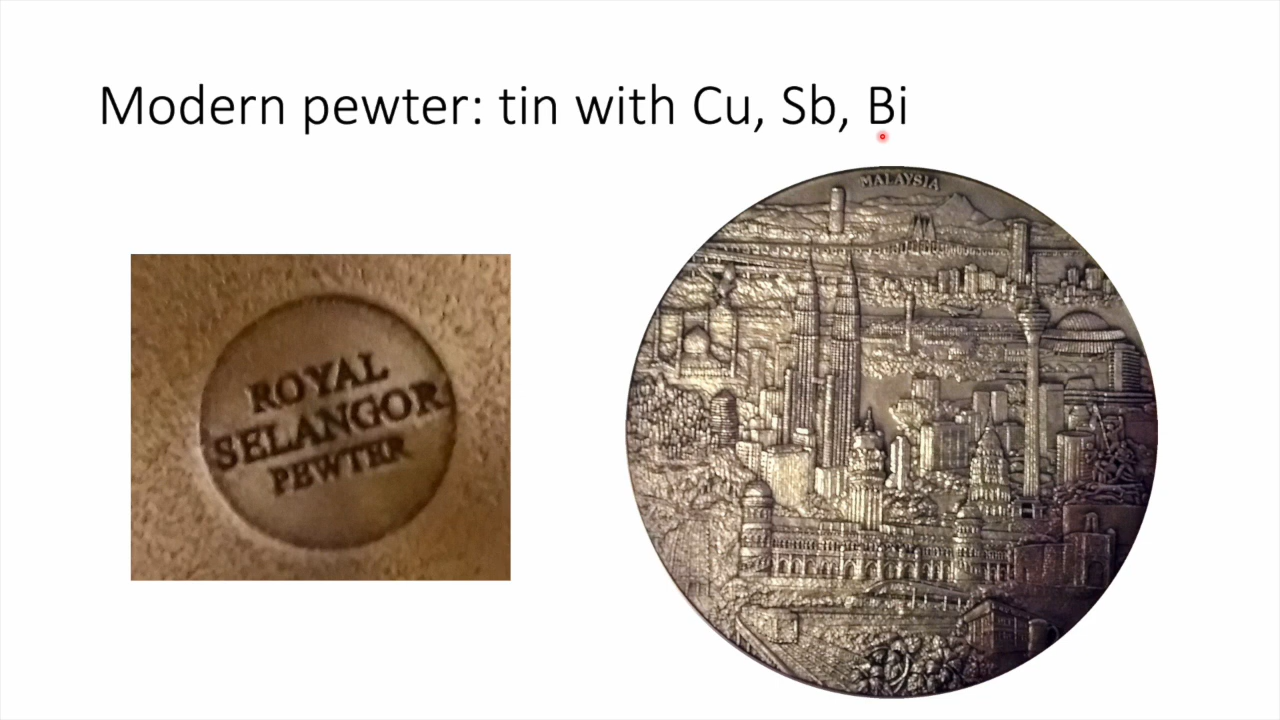 Modern pewter: tin with Cu, Sb, Bi
MALAYSIA
ROYAL
SELANGOR
PEWTER